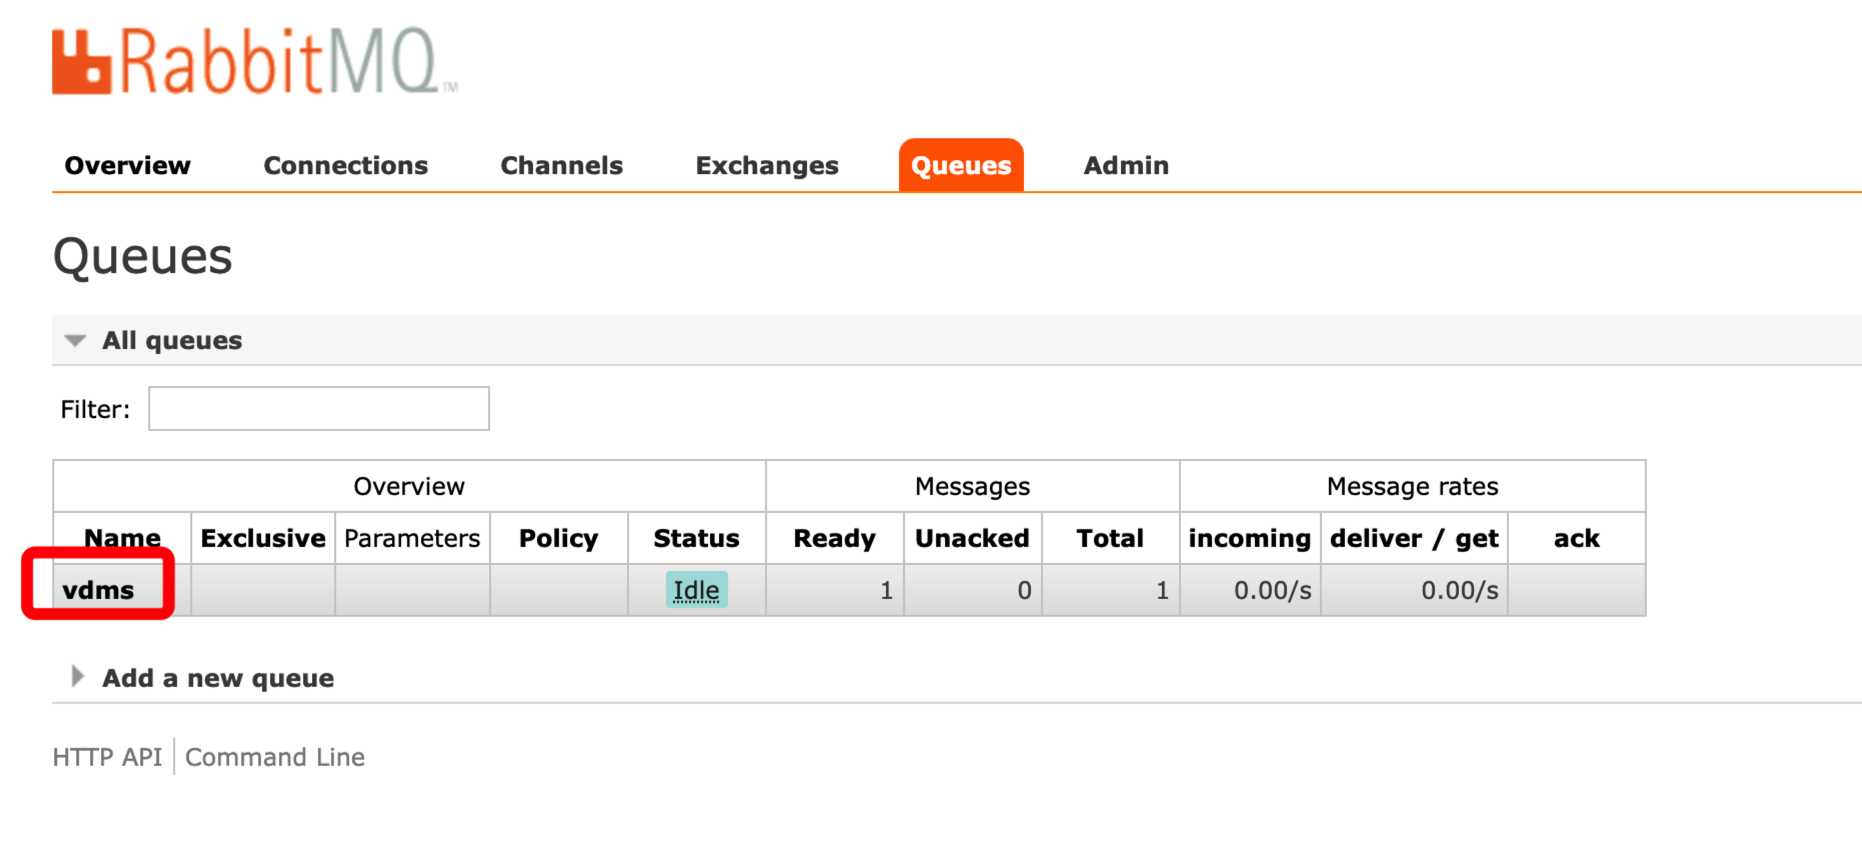 RabbitMQ™
Overview Connections Channels Exchanges Queues Admin
Queues
All queues
Filter:
Overview Messages Message rates
Name Exclusive Parameters Policy Status Ready Unacked Total incoming deliver / get ack
vdms Idle 1 0 1 0.00/s 0.00/s
Add a new queue
HTTP API Command Line